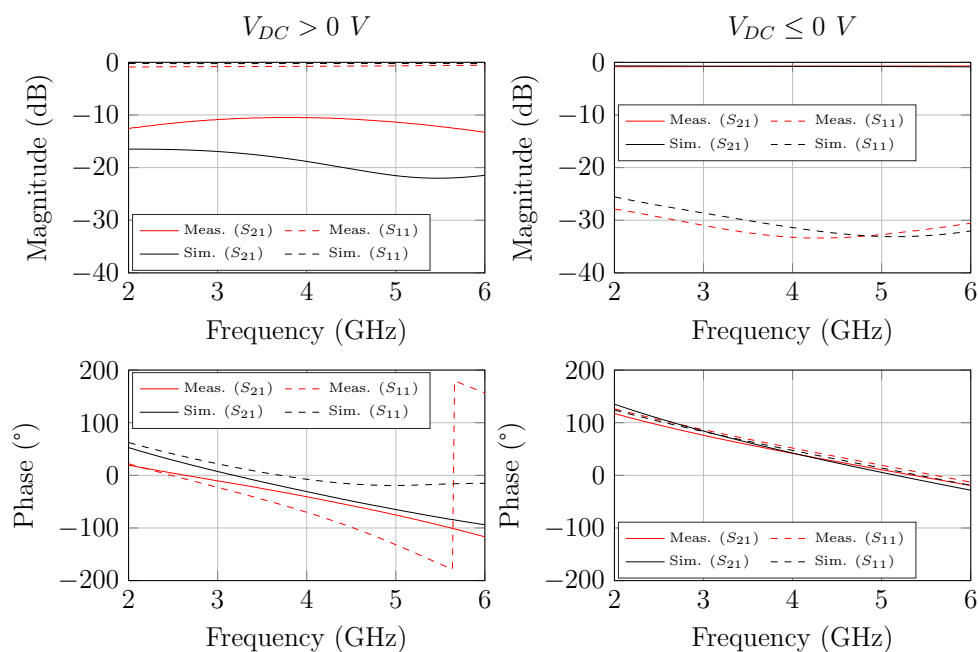 V_DC > 0 V
V_DC ≤ 0 V
0
−10
−20
−30
−40
Magnitude (dB)
Meas. (S21) Meas. (S11)
Sim. (S21) Sim. (S11)
2 3 4 5 6
Frequency (GHz)
0
−10
−20
−30
−40
Magnitude (dB)
Meas. (S21) Meas. (S11)
Sim. (S21) Sim. (S11)
2 3 4 5 6
Frequency (GHz)
200
100
0
−100
−200
Phase (°)
Meas. (S21) Meas. (S11)
Sim. (S21) Sim. (S11)
2 3 4 5 6
Frequency (GHz)
200
100
0
−100
−200
Phase (°)
Meas. (S21) Meas. (S11)
Sim. (S21) Sim. (S11)
2 3 4 5 6
Frequency (GHz)